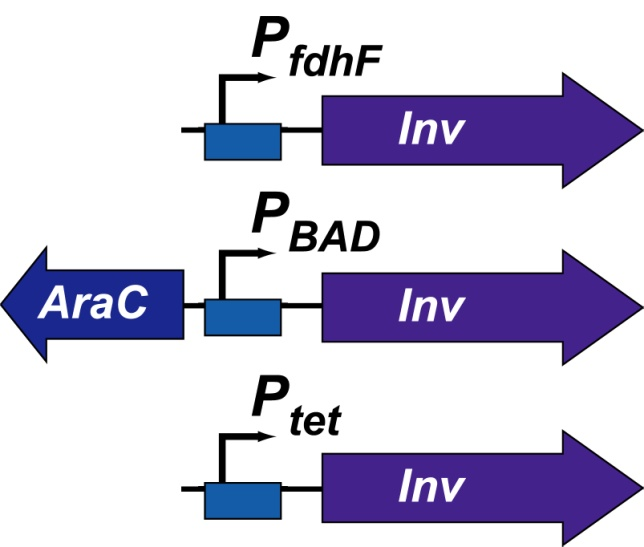 PfdhF
Inv
PBAD
AraC
Inv
Ptet
Inv